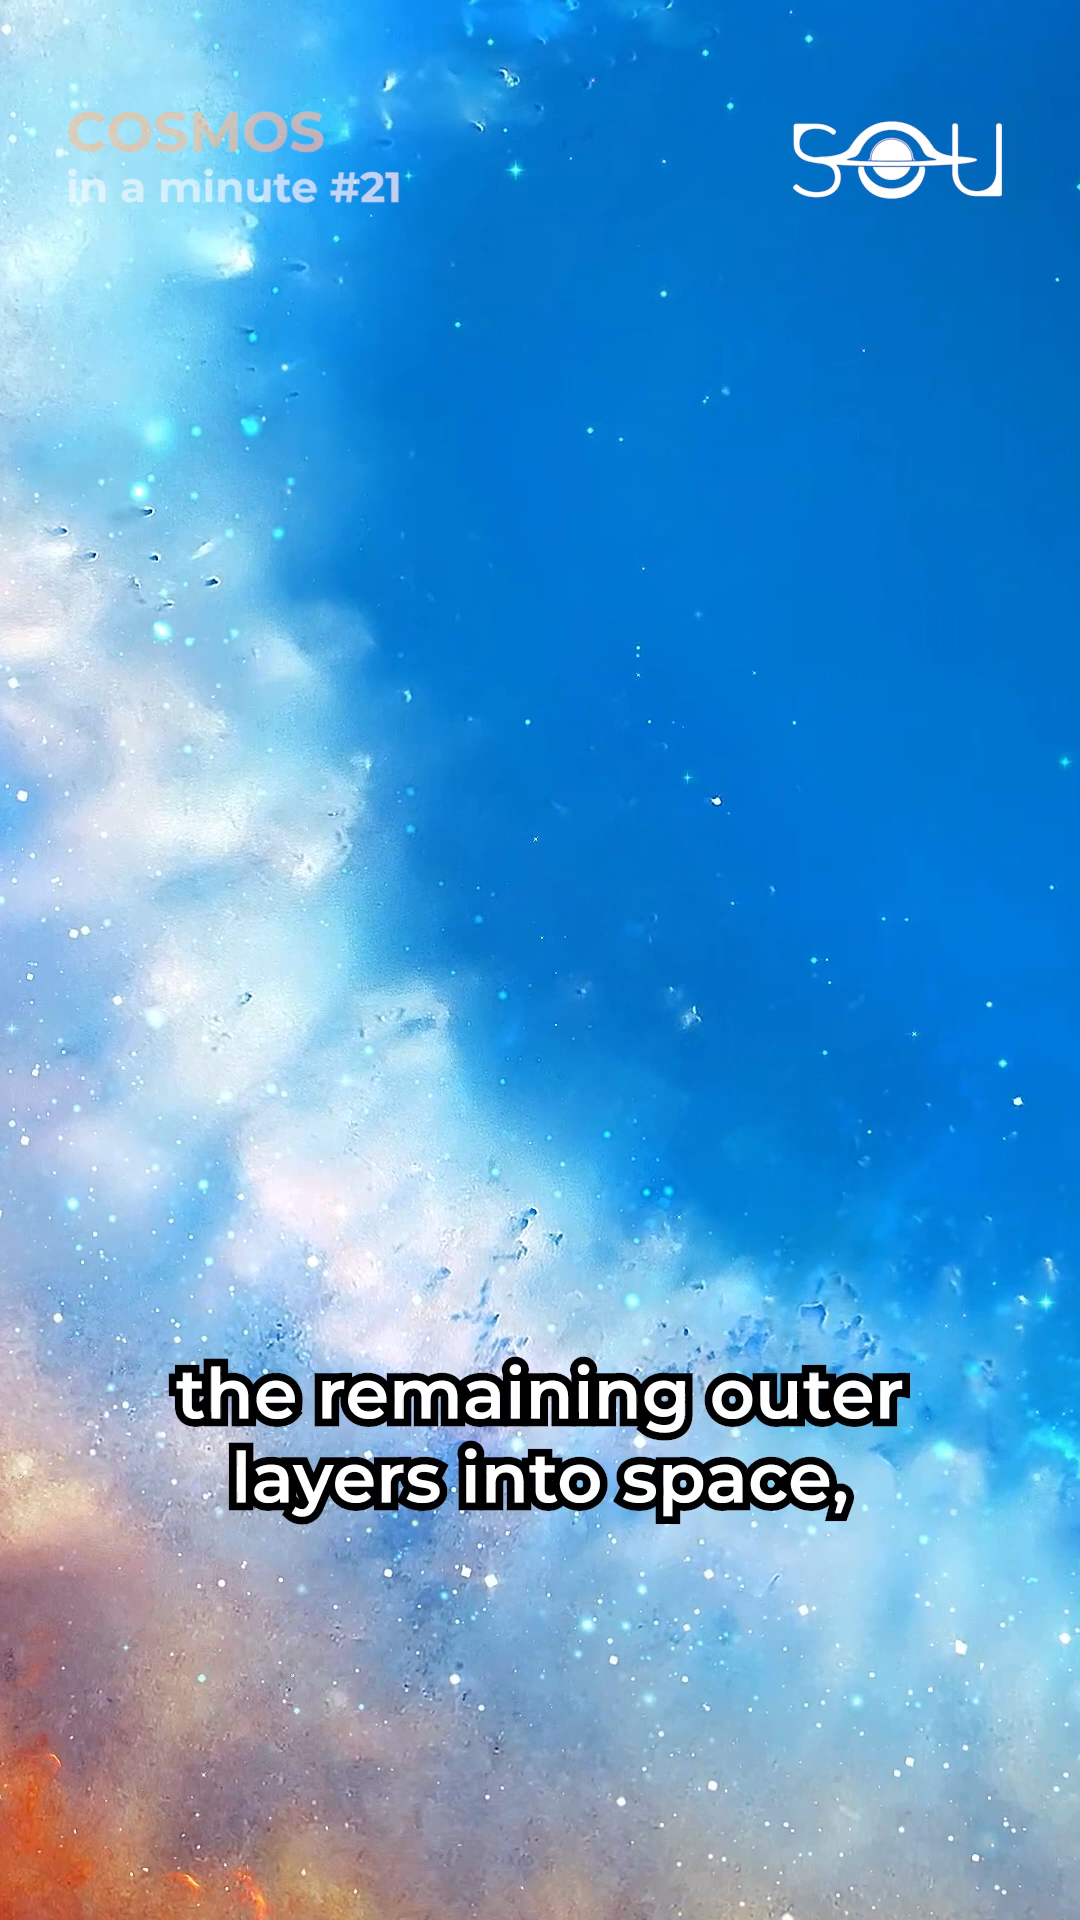 COSMOS
in a minute #21
SOU
the remaining outer
layers into space,